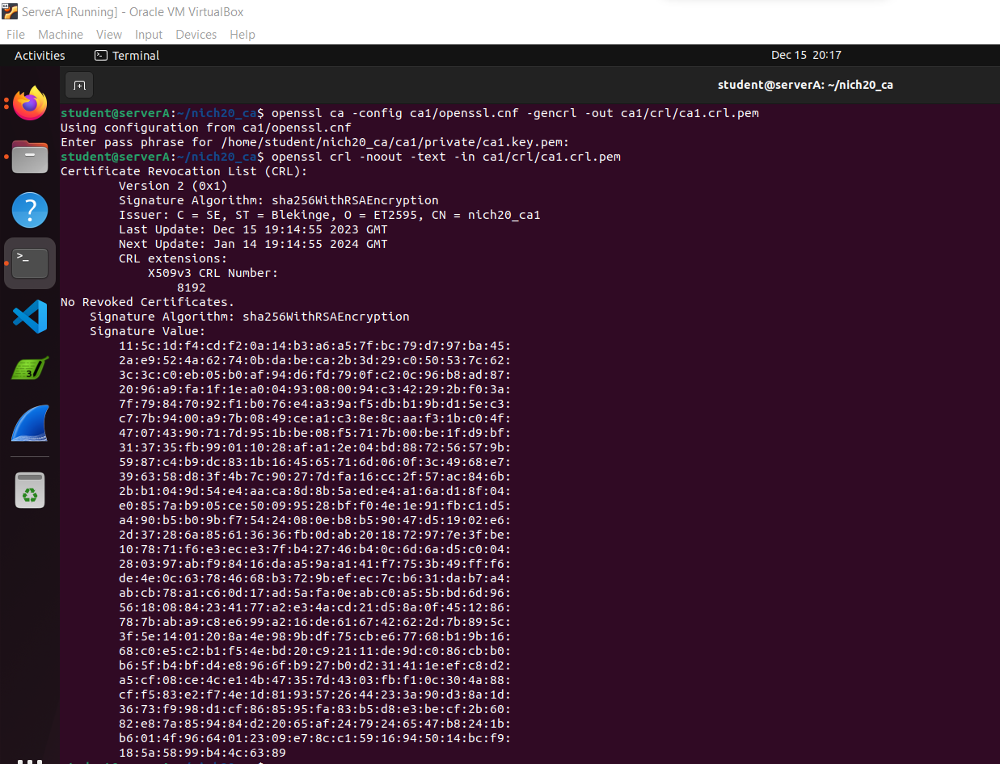 ServerA [Running] - Oracle VM VirtualBox
File Machine View Input Devices Help
Activities Terminal Dec 15 20:17
student@serverA: ~/nich20_ca
student@serverA:~/nich20_ca$ openssl ca -config ca1/openssl.cnf -gencrl -out ca1/crl/ca1.crl.pem
Using configuration from ca1/openssl.cnf
Enter pass phrase for /home/student/nich20_ca/ca1/private/ca1.key.pem:
student@serverA:~/nich20_ca$ openssl crl -noout -text -in ca1/crl/ca1.crl.pem
Certificate Revocation List (CRL):
Version 2 (0x1)
Signature Algorithm: sha256WithRSAEncryption
Issuer: C = SE, ST = Blekinge, O = ET2595, CN = nich20_ca1
Last Update: Dec 15 19:14:55 2023 GMT
Next Update: Jan 14 19:14:55 2024 GMT
CRL extensions:
X509v3 CRL Number:
8192
No Revoked Certificates.
Signature Algorithm: sha256WithRSAEncryption
Signature Value:
11:5c:1d:f4:cd:f2:0a:14:b3:a6:a5:7f:bc:79:d7:97:ba:45:
2a:e9:52:4a:62:74:0b:da:be:ca:2b:3d:29:c0:50:53:7c:62:
3c:3c:c0:eb:05:b0:af:94:d6:fd:79:0f:c2:0c:96:b8:ad:87:
20:96:a9:fa:1f:1e:a0:04:93:08:00:94:c3:42:29:2b:f0:3a:
7f:79:84:70:92:f1:b0:76:e4:a3:9a:f5:db:b1:9b:d1:5e:c3:
c7:7b:94:00:a9:7b:08:49:ce:a1:c3:8e:8c:aa:f3:1b:c0:4f:
47:07:43:90:71:7d:95:1b:be:08:f5:71:7b:00:be:1f:d9:bf:
31:37:35:fb:99:01:10:28:af:a1:2e:04:bd:88:72:56:57:9b:
59:87:c4:b9:dc:83:1b:16:45:65:71:6d:06:0f:3c:49:68:e7:
39:63:58:d8:3f:4b:7c:90:27:7d:fa:16:cc:2f:57:ac:84:6b:
2b:b1:04:9d:54:e4:aa:ca:8d:8b:5a:ed:e4:a1:6a:d1:8f:04:
e0:85:7a:b9:05:ce:50:09:95:28:bf:f0:4e:1e:91:fb:c1:d5:
a4:90:b5:b0:9b:f7:54:24:08:0e:b8:b5:90:47:d5:19:02:e6:
2d:37:28:6a:85:61:36:36:fb:0d:ab:20:18:72:97:7e:3f:be:
10:78:71:f6:e3:ec:e3:7f:b4:27:46:b4:0c:6d:6a:d5:c0:04:
28:03:97:ab:f9:84:16:da:a5:9a:a1:41:f7:75:3b:49:ff:f6:
de:4e:0c:63:78:46:68:b3:72:9b:ef:ec:7c:b6:31:da:b7:a4:
ab:cb:78:a1:c6:0d:17:ad:5a:fa:0e:ab:c0:a5:5b:bd:6d:96:
56:18:08:84:23:41:77:a2:e3:4a:cd:21:d5:8a:0f:45:12:86:
78:7b:ab:a9:c8:e6:99:a2:16:de:61:67:42:62:2d:7b:89:5c:
3f:5e:14:01:20:8a:4e:98:9b:df:75:cb:e6:77:68:b1:9b:16:
68:c0:e5:c2:b1:f5:4e:bd:20:c9:21:11:de:9d:c0:86:cb:b0:
b6:5f:b4:bf:d4:e8:96:6f:b9:27:b0:d2:31:41:1e:ef:c8:d2:
a5:cf:08:ce:4c:e1:4b:47:35:7d:43:03:fb:f1:0c:30:4a:88:
cf:f5:83:e2:f7:4e:1d:81:93:57:26:44:23:3a:90:d3:8a:1d:
36:73:f9:98:d1:cf:86:85:95:fa:83:b5:d8:e3:be:cf:2b:60:
82:e8:7a:85:94:84:d2:20:65:af:24:79:24:65:47:b8:24:1b:
b6:01:4f:96:64:01:23:09:e7:8c:c1:59:16:94:50:14:bc:f9:
18:5a:58:99:b4:4c:63:89